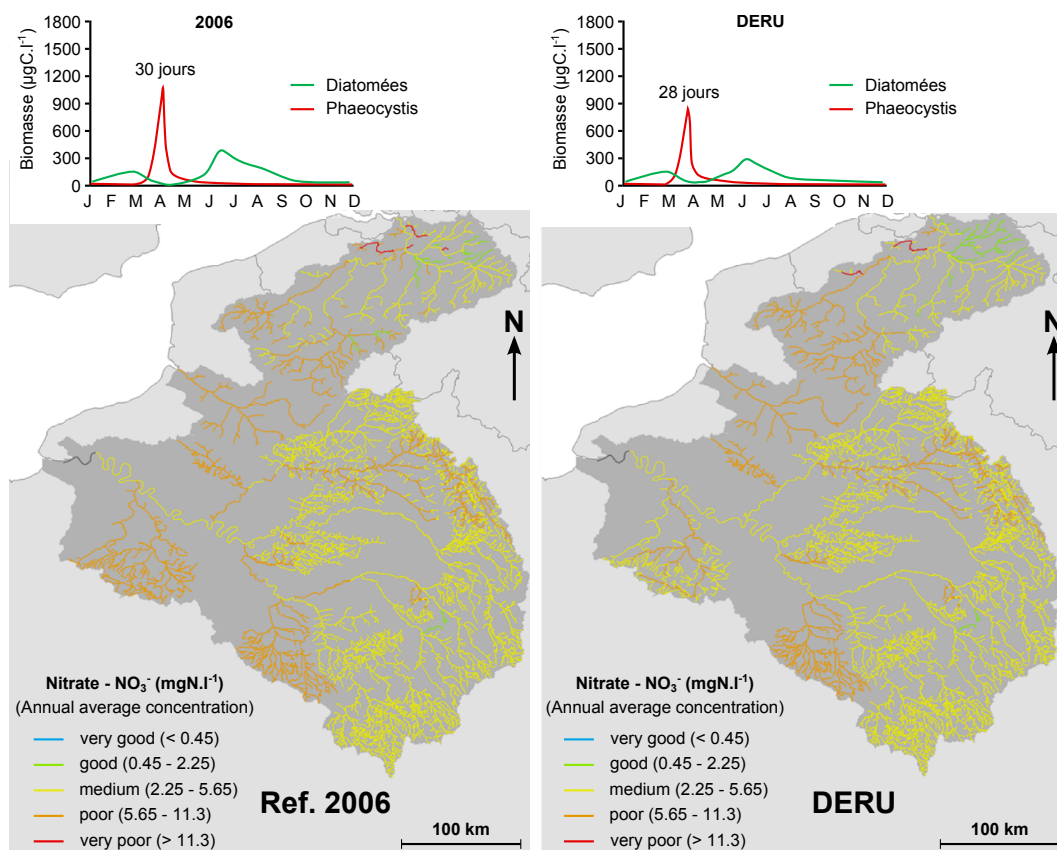 2006
1800
1500
1200
900
600
300
0
Biomasse (µgC.l⁻¹)
30 jours
Diatomées
Phaeocystis
J F M A M J J A S O N D
DERU
1800
1500
1200
900
600
300
0
Biomasse (µgC.l⁻¹)
28 jours
Diatomées
Phaeocystis
J F M A M J J A S O N D
N
Nitrate - NO₃⁻ (mgN.l⁻¹)
(Annual average concentration)
very good (< 0.45)
good (0.45 - 2.25)
medium (2.25 - 5.65)
poor (5.65 - 11.3)
very poor (> 11.3)
Ref. 2006
100 km
N
Nitrate - NO₃⁻ (mgN.l⁻¹)
(Annual average concentration)
very good (< 0.45)
good (0.45 - 2.25)
medium (2.25 - 5.65)
poor (5.65 - 11.3)
very poor (> 11.3)
DERU
100 km